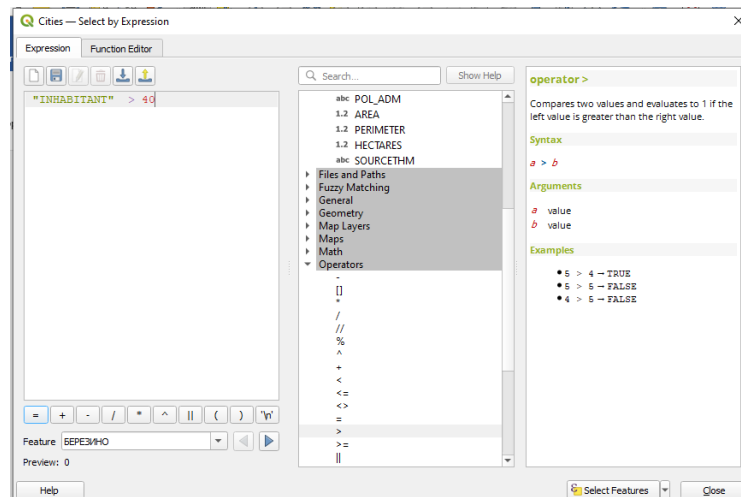 Cities — Select by Expression
Expression
Function Editor
"INHABITANT" > 40
= + - / * ^ || ( ) '\n'
Feature БЕРЕЗИНО
Preview: 0
Help
Search...
Show Help
abc POL_ADM
1.2 AREA
1.2 PERIMETER
1.2 HECTARES
abc SOURCETHM
Files and Paths
Fuzzy Matching
General
Geometry
Map Layers
Maps
Math
Operators
-
[]
*
/
//
%
^
+
<
<=
<>
=
>
>=
||
operator >
Compares two values and evaluates to 1 if the
left value is greater than the right value.
Syntax
a > b
Arguments
a value
b value
Examples
5 > 4 → TRUE
5 > 5 → FALSE
4 > 5 → FALSE
Select Features
Close